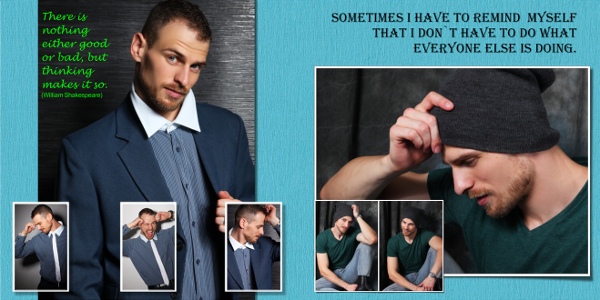 There is
nothing
either good
or bad, but
thinking
makes it so.
(William Shakespeare)
SOMETIMES I HAVE TO REMIND MYSELF
THAT I DON`T HAVE TO DO WHAT
EVERYONE ELSE IS DOING.